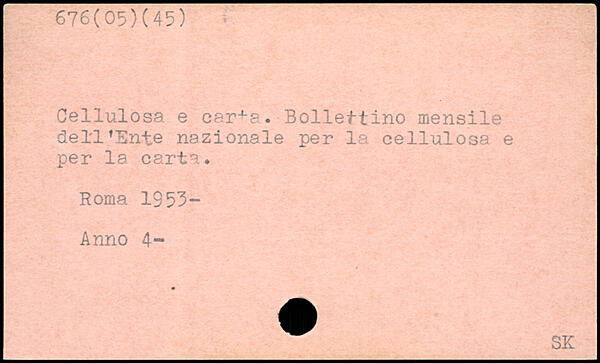 676(05)(45)
Cellulosa e carta. Bollettino mensile
dell'Ente nazionale per la cellulosa e
per la carta.
Roma 1953-
Anno 4-
SK